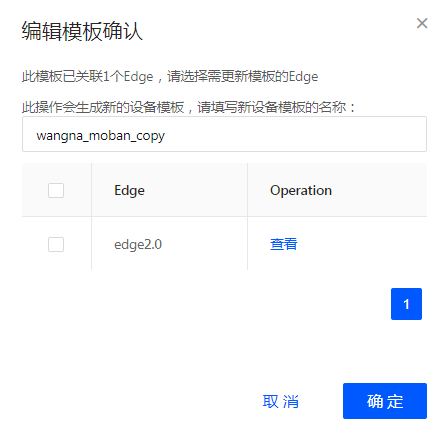 编辑模板确认
此模板已关联1个Edge，请选择需更新模板的Edge
此操作会生成新的设备模板，请填写新设备模板的名称：
wangna_moban_copy
Edge Operation
edge2.0 查看
1
取 消 确 定